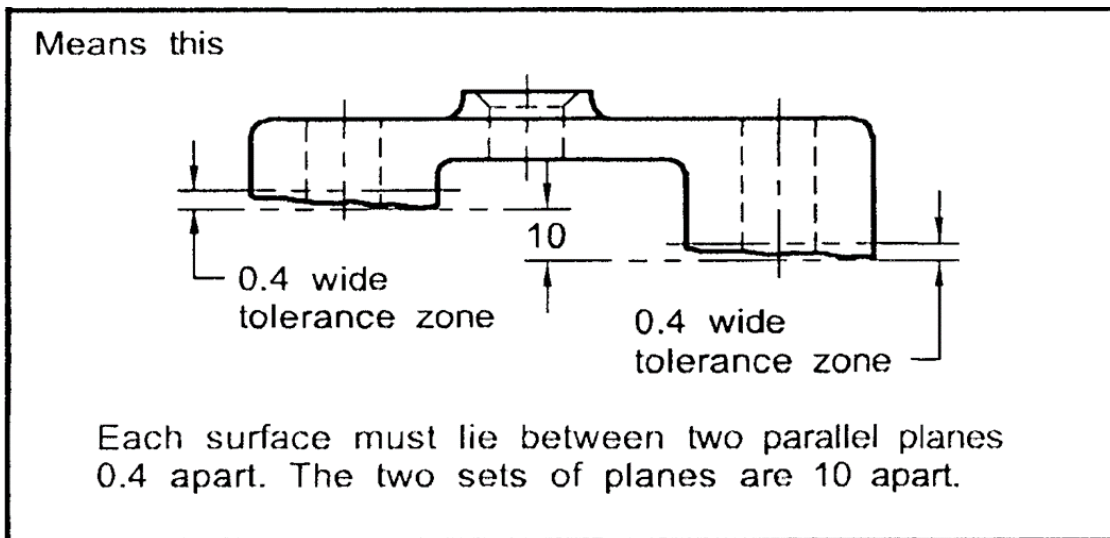 Means this
10
0.4 wide
tolerance zone
0.4 wide
tolerance zone
Each surface must lie between two parallel planes
0.4 apart. The two sets of planes are 10 apart.